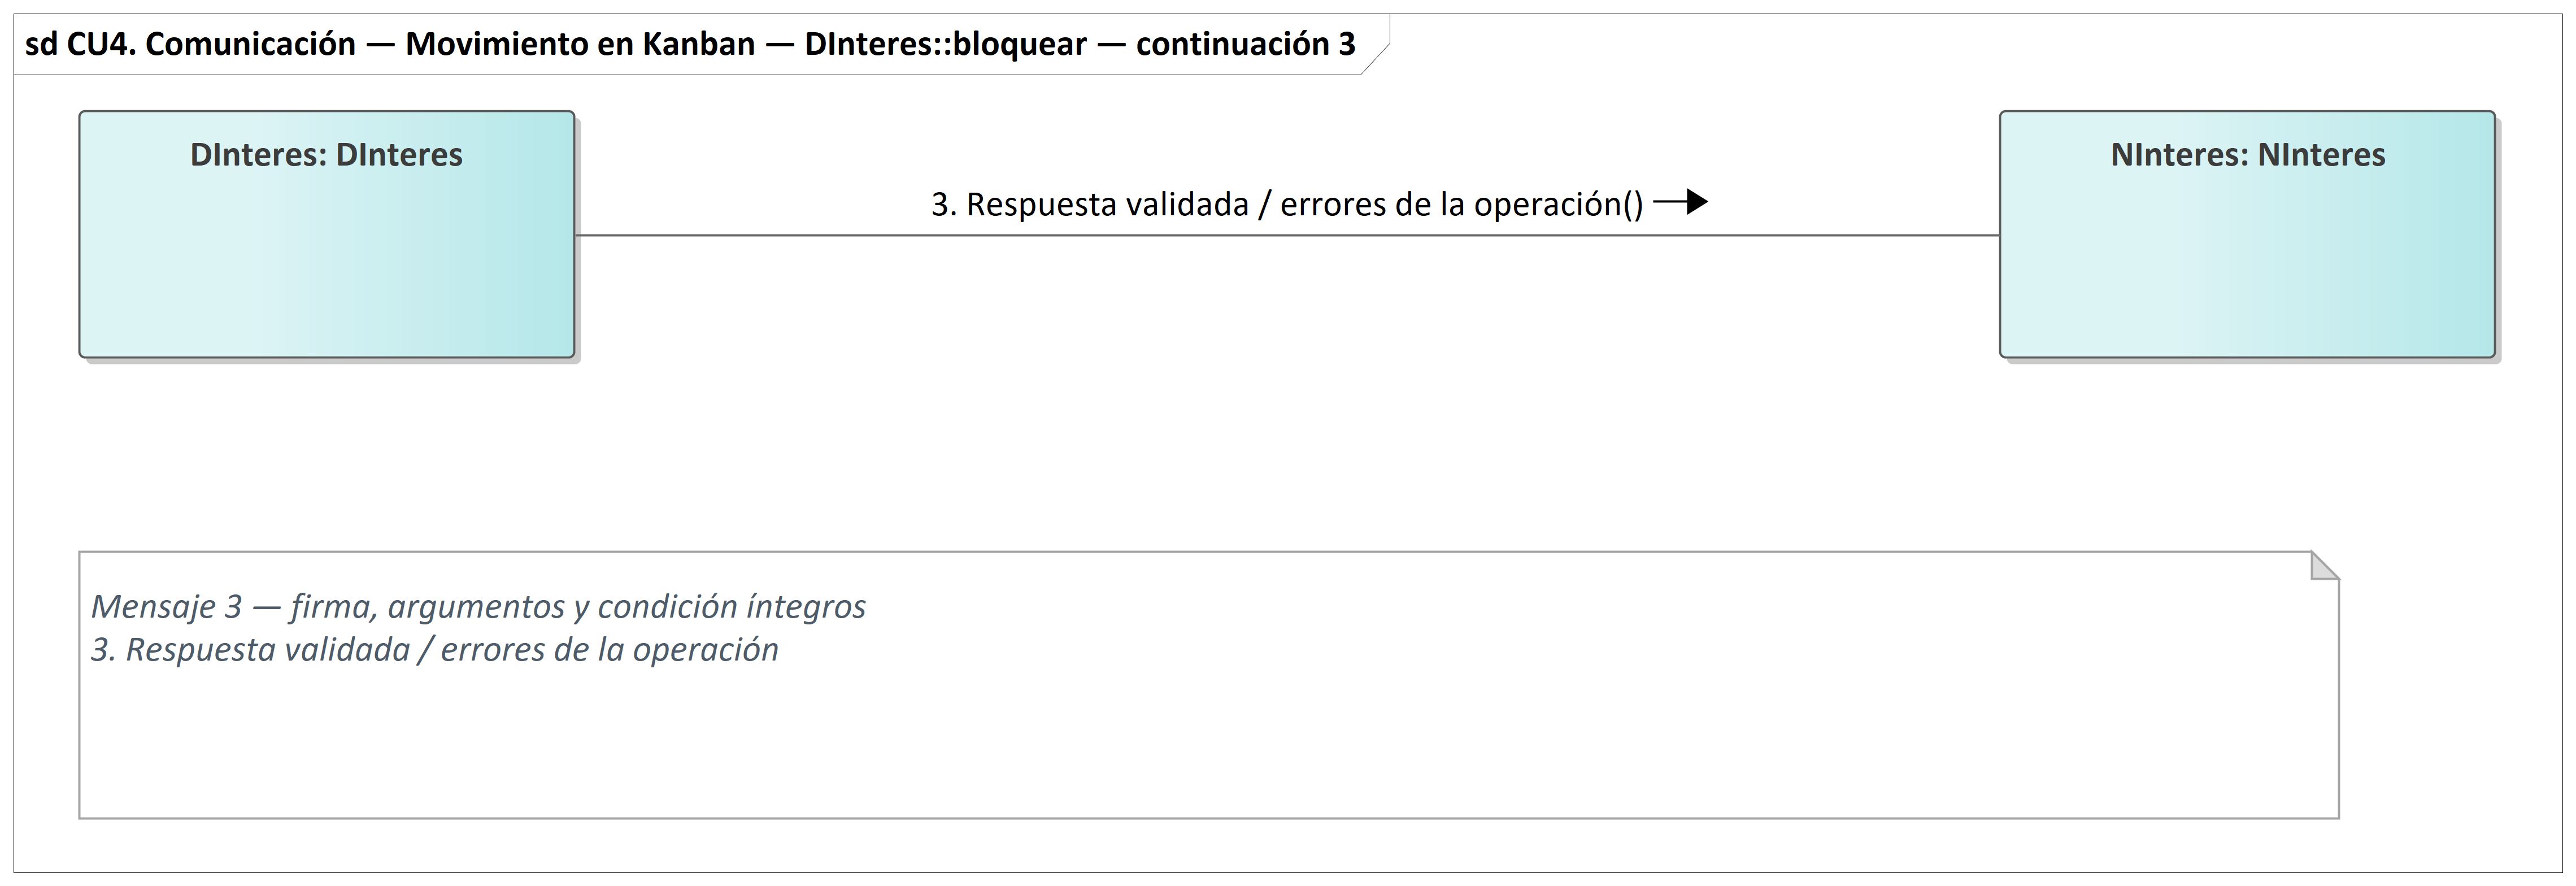 sd CU4. Comunicación — Movimiento en Kanban — DInteres::bloquear — continuación 3
DInteres: DInteres
NInteres: NInteres
3. Respuesta validada / errores de la operación()
Mensaje 3 — firma, argumentos y condición íntegros
3. Respuesta validada / errores de la operación